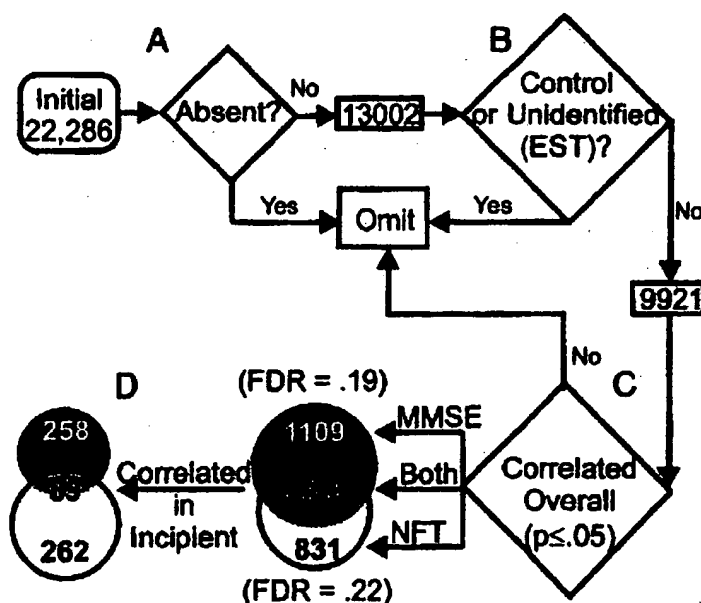 A
B
Initial
22,286
Absent?
No
13002
Control
or Unidentified
(EST)?
Yes
Omit
Yes
No
9921
No
C
D
(FDR = .19)
258
1109
MMSE
Correlated
in
Incipient
Both
Correlated
Overall
(p≤.05)
262
831
NFT
(FDR = .22)